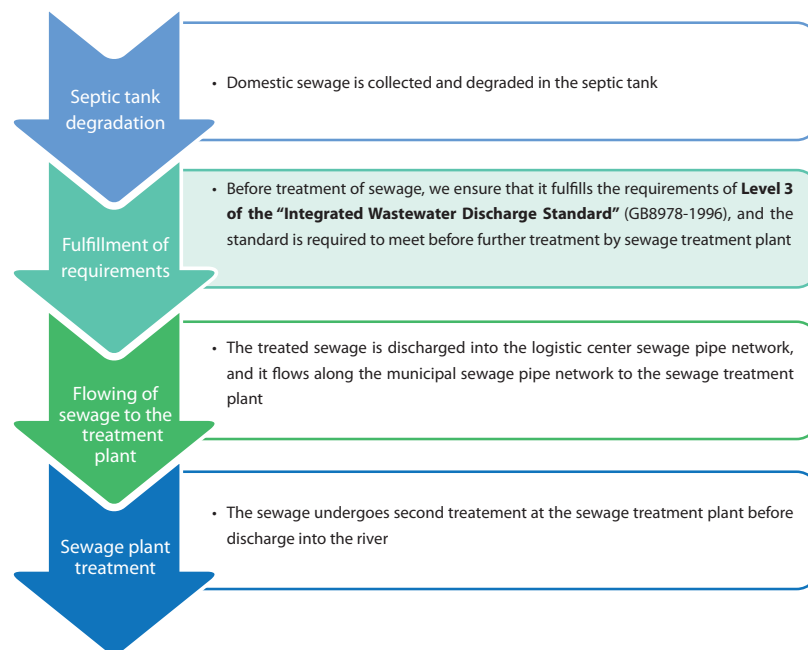 Septic tank
degradation
• Domestic sewage is collected and degraded in the septic tank
Fulfillment of
requirements
• Before treatment of sewage, we ensure that it fulfills the requirements of Level 3
of the “Integrated Wastewater Discharge Standard” (GB8978-1996), and the
standard is required to meet before further treatment by sewage treatment plant
Flowing of
sewage to the
treatment
plant
• The treated sewage is discharged into the logistic center sewage pipe network,
and it flows along the municipal sewage pipe network to the sewage treatment
plant
Sewage plant
treatment
• The sewage undergoes second treatement at the sewage treatment plant before
discharge into the river